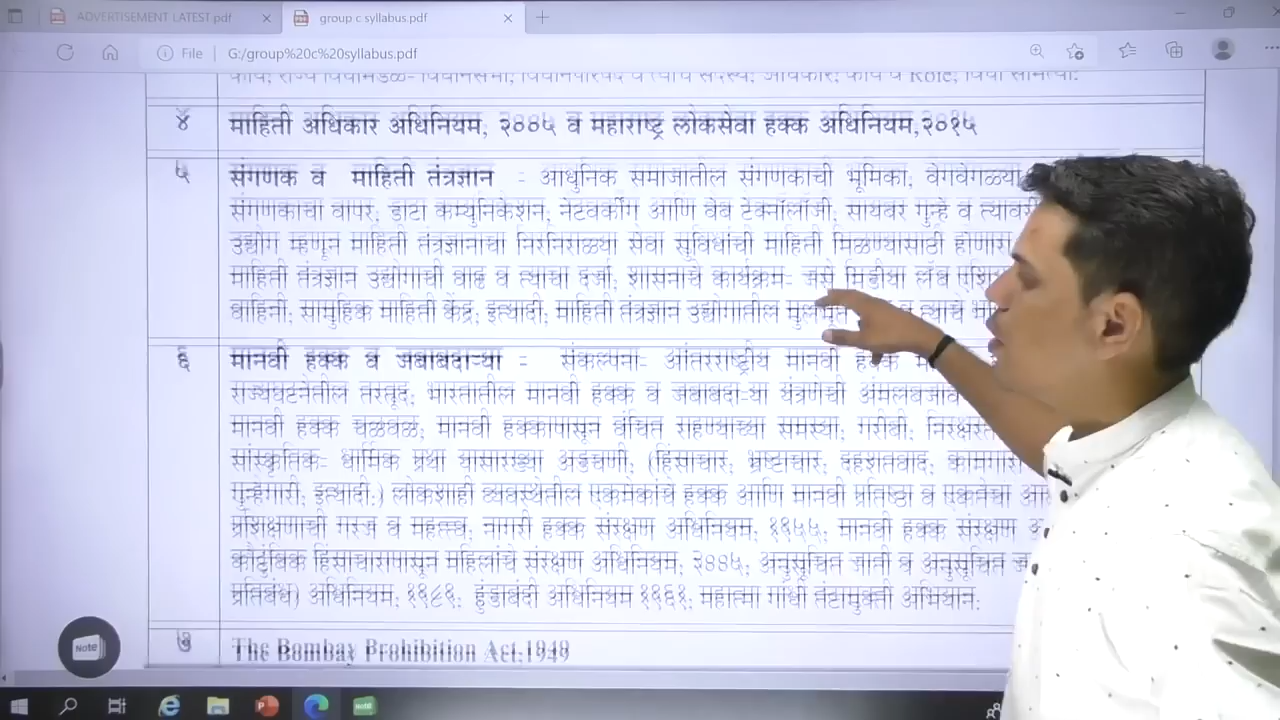 ADVERTISEMENT LATEST.pdf
group c syllabus.pdf
File G:/group%20c%20syllabus.pdf
४ माहिती अधिकार अधिनियम, २००५ व महाराष्ट्र लोकसेवा हक्क अधिनियम,२०१५
५ संगणक व माहिती तंत्रज्ञान = आधुनिक समाजातील संगणकाची भूमिका, वेगवेगळ्या
संगणकाचा वापर, डाटा कम्युनिकेशन, नेटवर्कींग आणि वेब टेक्नॉलॉजी, सायबर गुन्हे व त्यावरी
उद्योग म्हणून माहिती तंत्रज्ञानाचा निरनिराळ्या सेवा सुविधांची माहिती मिळण्यासाठी होणारा
माहिती तंत्रज्ञान उद्योगाची वाढ व त्याचा दर्जा, शासनाचे कार्यक्रम- जसे मिडीया लॅब एशि
वाहिनी, सामुहिक माहिती केंद्र, इत्यादी, माहिती तंत्रज्ञान उद्योगातील मुलभूत व त्याचे
६ मानवी हक्क व जबाबदाऱ्या = संकल्पना- आंतरराष्ट्रीय मानवी हक्क
राज्यघटनेतील तरतूद, भारतातील मानवी हक्क व जबाबदा-या यंत्रणेची अंमलबजाव
मानवी हक्क चळवळ, मानवी हक्कापासून वंचित राहण्याच्या समस्या, गरीबी, निरक्षर
सांस्कृतिक- धार्मिक प्रथा यासारख्या अडचणी, (हिंसाचार, भ्रष्टाचार, दहशतवाद, कामगारां
गुन्हेगारी, इत्यादी.) लोकशाही व्यवस्थेतील एकमेकांचे हक्क आणि मानवी प्रतिष्ठा व एकतेचा आ
प्रशिक्षणाची गरज व महत्त्व, नागरी हक्क संरक्षण अधिनियम, १९५५, मानवी हक्क संरक्षण अ
कौटुंबिक हिंसाचारापासून महिलांचे संरक्षण अधिनियम, २००५, अनुसूचित जाती व अनुसूचित ज
प्रतिबंध) अधिनियम, १९८९, हुंडाबंदी अधिनियम १९६१, महात्मा गांधी तंटामुक्ती अभियान.
७ The Bombay Prohibition Act,1949
Note